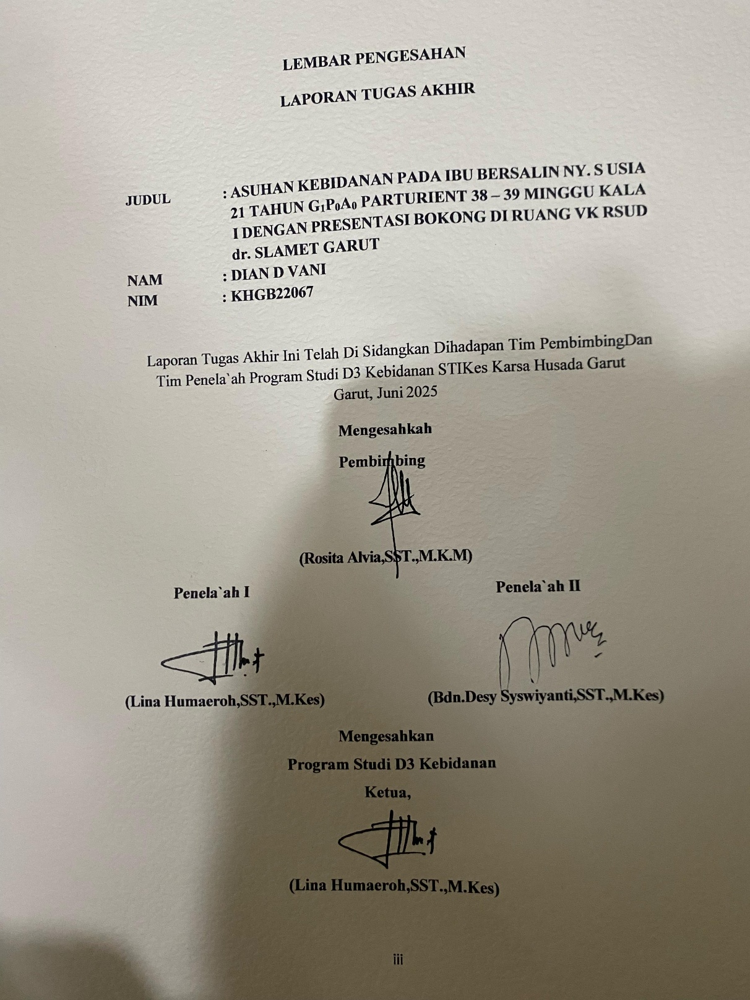 LEMBAR PENGESAHAN
LAPORAN TUGAS AKHIR
JUDUL : ASUHAN KEBIDANAN PADA IBU BERSALIN NY. S USIA
21 TAHUN G₁P₀A₀ PARTURIENT 38 – 39 MINGGU KALA
I DENGAN PRESENTASI BOKONG DI RUANG VK RSUD
dr. SLAMET GARUT
NAM : DIAN D VANI
NIM : KHGB22067
Laporan Tugas Akhir Ini Telah Di Sidangkan Dihadapan Tim PembimbingDan
Tim Penela`ah Program Studi D3 Kebidanan STIKes Karsa Husada Garut
Garut, Juni 2025
Mengesahkah
Pembimbing
(Rosita Alvia,SST.,M.K.M)
Penela`ah I Penela`ah II
(Lina Humaeroh,SST.,M.Kes) (Bdn.Desy Syswiyanti,SST.,M.Kes)
Mengesahkan
Program Studi D3 Kebidanan
Ketua,
(Lina Humaeroh,SST.,M.Kes)
iii